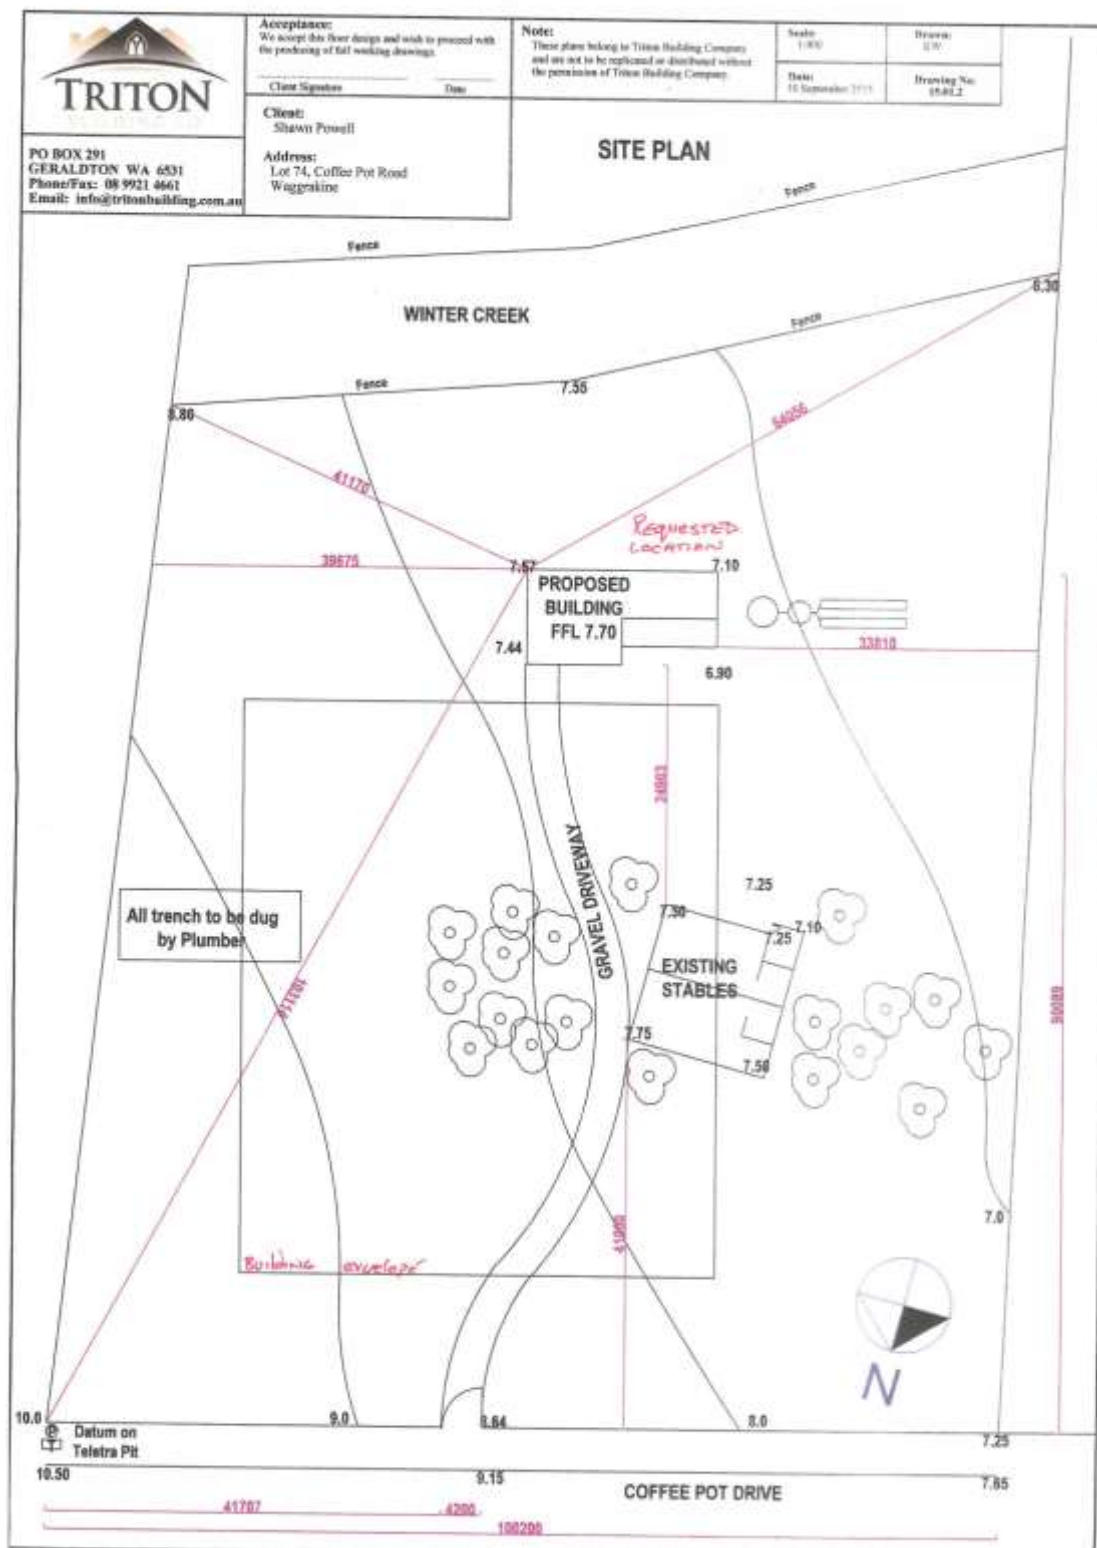 TRITON
PO BOX 291
GERALDTON WA 6531
Phone/Fax: 08 9921 4661
Email: info@tritonbuilding.com.au
Acceptance:
We accept this floor design and wish to proceed with
the producing of full working drawings.
Client Signature Date
Client:
Shawn Powell
Address:
Lot 74, Coffee Pot Road
Waggrakine
Note:
These plans belong to Triton Building Company
and are not to be replicated or distributed without
the permission of Triton Building Company.
Scale:
Drawn:
Date:
Drawing No:
SITE PLAN
Fence
Fence
WINTER CREEK
8.30
Fence
Fence
7.55
8.80
54056
41170
REQUESTED
LOCATION
39675
7.57
7.10
PROPOSED
BUILDING
FFL 7.70
7.44
33810
6.90
24903
GRAVEL DRIVEWAY
7.25
All trench to be dug
by Plumber
7.50
7.10
7.25
EXISTING
STABLES
7.75
7.50
7.0
Building envelope
N
10.0
9.0
8.64
8.0
7.25
Datum on
Teletra Pit
10.50
9.15
7.65
COFFEE POT DRIVE
41707
4200
100200